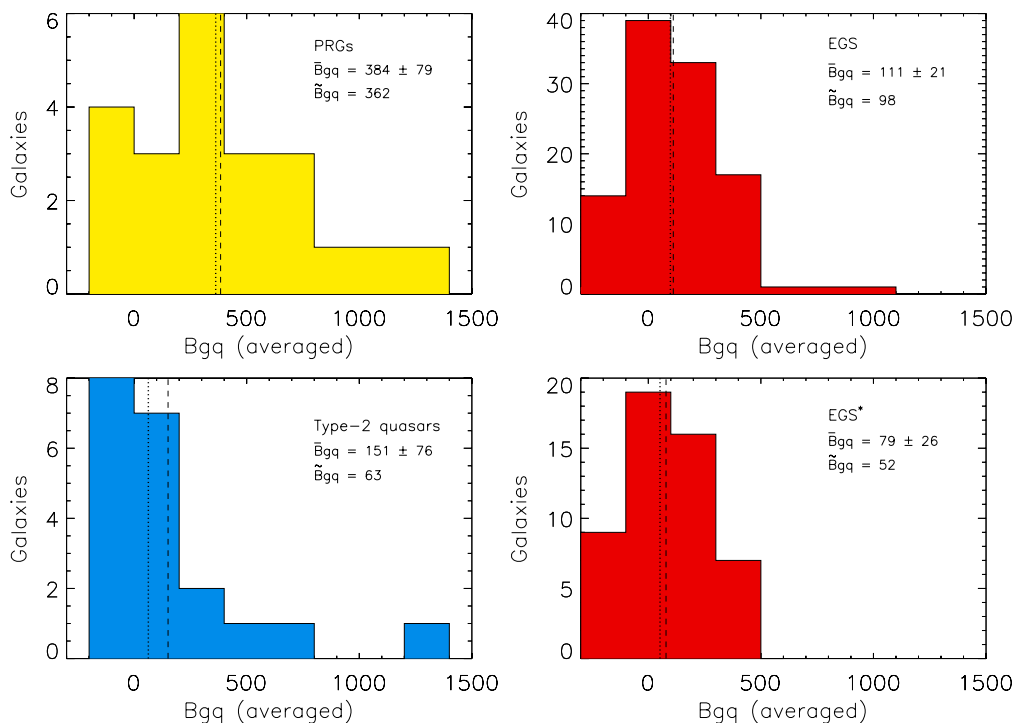 6
4
2
0
Galaxies
PRGs
B̄gq = 384 ± 79
B̃gq = 362
0
500
1000
1500
Bgq (averaged)
40
30
20
10
0
Galaxies
EGS
B̄gq = 111 ± 21
B̃gq = 98
0
500
1000
1500
Bgq (averaged)
8
6
4
2
0
Galaxies
Type-2 quasars
B̄gq = 151 ± 76
B̃gq = 63
0
500
1000
1500
Bgq (averaged)
20
15
10
5
0
Galaxies
EGS*
B̄gq = 79 ± 26
B̃gq = 52
0
500
1000
1500
Bgq (averaged)